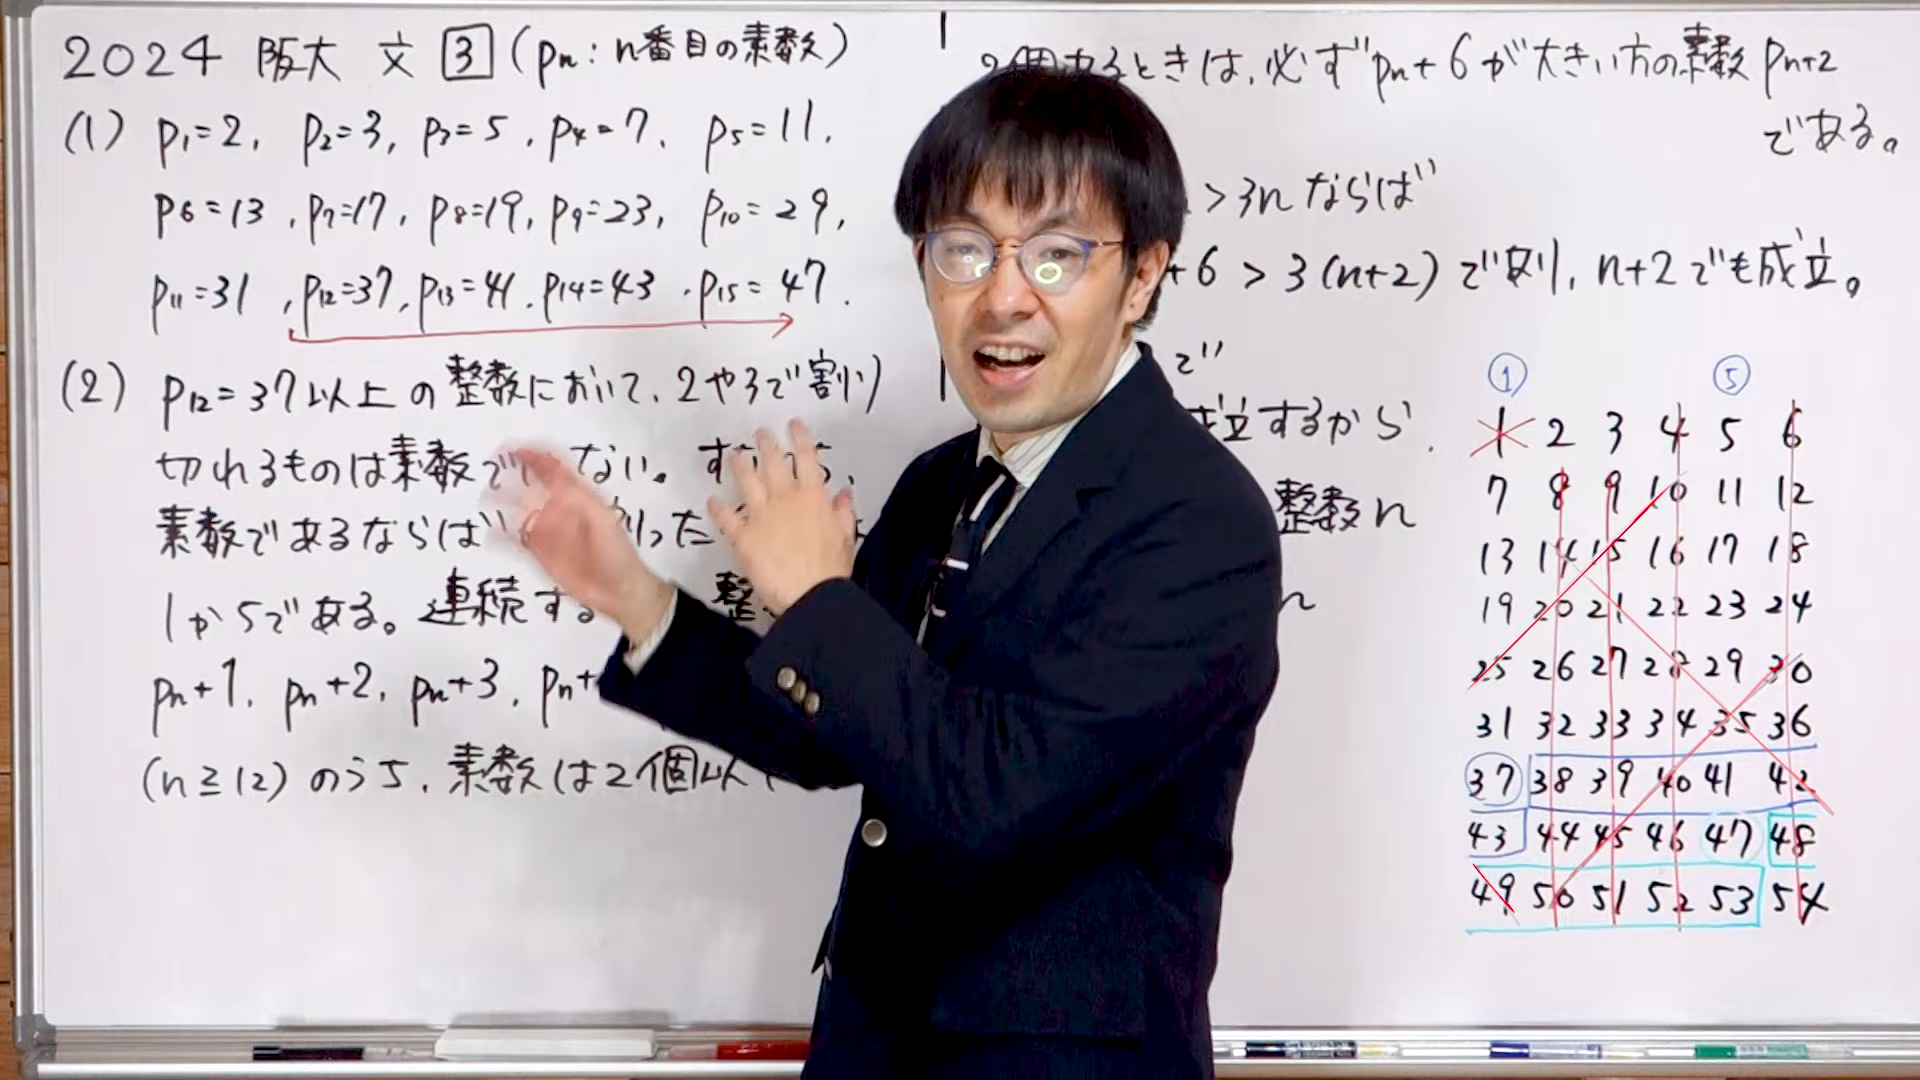 2024 阪大 文 3 (pn : n番目の素数)
(1) p1=2, p2=3, p3=5, p4=7, p5=11,
p6=13, p7=17, p8=19, p9=23, p10=29,
p11=31, p12=37, p13=41, p14=43, p15=47.
(2) p12=37以上の整数において、2や3で割り
切れるものは素数で ない。す ち、
素数であるならば った
1から5である。連続す 整
pn+1, pn+2, pn+3, pn+
(n≧12) のうち、素数は2個以
ときは、必ずpn+6が大きい方の素数pn+2
である。
>3nならば
+6 > 3(n+2)であり、n+2でも成立。
で
成立するから、
整数n
n
① ⑤
1 2 3 4 5 6
7 8 9 10 11 12
13 14 15 16 17 18
19 20 21 22 23 24
25 26 27 28 29 30
31 32 33 34 35 36
37 38 39 40 41 42
43 44 45 46 47 48
49 50 51 52 53 54